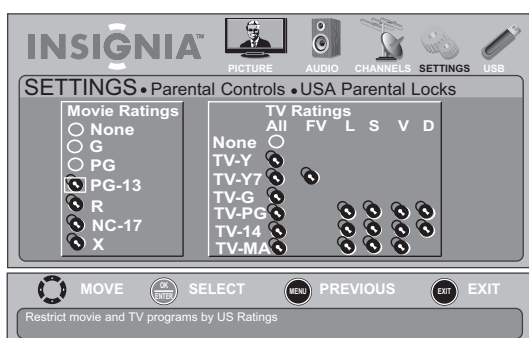 INSIGNIA™
PICTURE AUDIO CHANNELS SETTINGS USB
SETTINGS • Parental Controls • USA Parental Locks
Movie Ratings
None
G
PG
PG-13
R
NC-17
X
TV Ratings
All FV L S V D
None
TV-Y
TV-Y7
TV-G
TV-PG
TV-14
TV-MA
MOVE OK ENTER SELECT MENU PREVIOUS EXIT EXIT
Restrict movie and TV programs by US Ratings